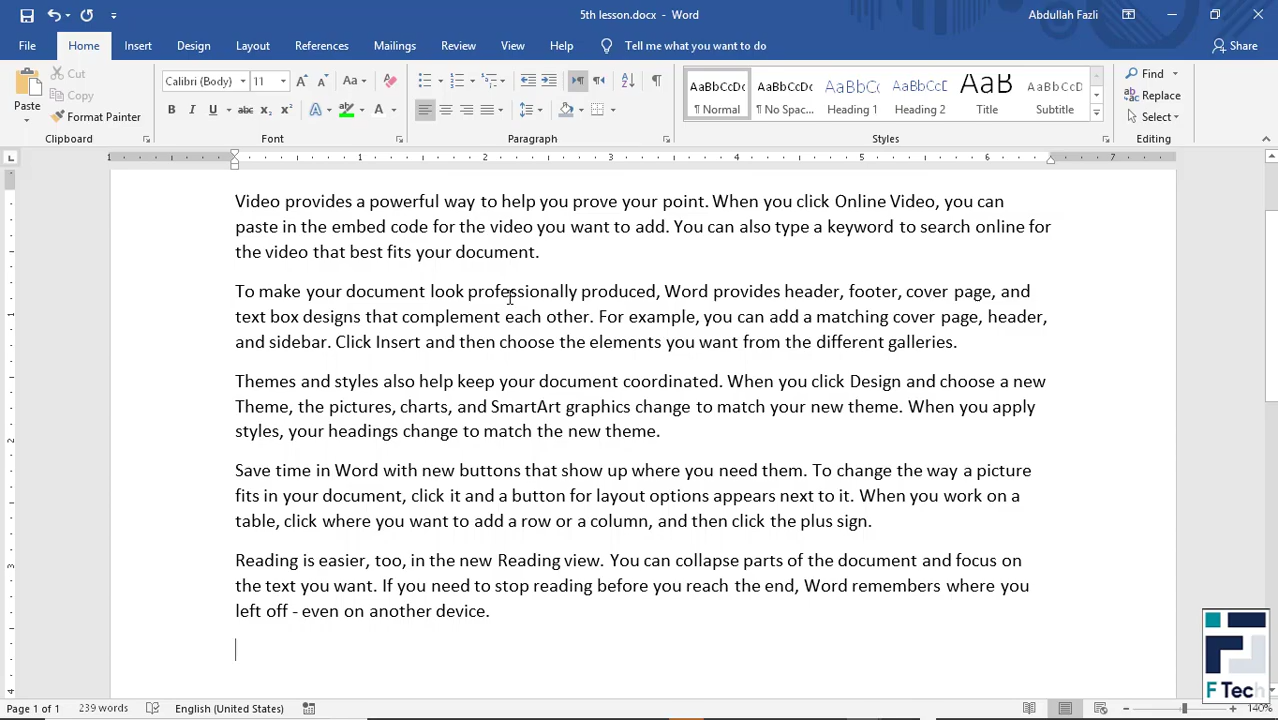 5th lesson.docx - Word
Abdullah Fazli
File Home Insert Design Layout References Mailings Review View Help Tell me what you want to do Share
Paste
Cut
Copy
Format Painter
Clipboard
Calibri (Body) 11
Font
Paragraph
AaBbCcDc AaBbCcDc AaBbCc AaBbCcD AaB AaBbCcD
¶ Normal ¶ No Spac... Heading 1 Heading 2 Title Subtitle
Styles
Find
Replace
Select
Editing
1 1 2 3 4 5 6 7
Video provides a powerful way to help you prove your point. When you click Online Video, you can
paste in the embed code for the video you want to add. You can also type a keyword to search online for
the video that best fits your document.
To make your document look professionally produced, Word provides header, footer, cover page, and
text box designs that complement each other. For example, you can add a matching cover page, header,
and sidebar. Click Insert and then choose the elements you want from the different galleries.
Themes and styles also help keep your document coordinated. When you click Design and choose a new
Theme, the pictures, charts, and SmartArt graphics change to match your new theme. When you apply
styles, your headings change to match the new theme.
Save time in Word with new buttons that show up where you need them. To change the way a picture
fits in your document, click it and a button for layout options appears next to it. When you work on a
table, click where you want to add a row or a column, and then click the plus sign.
Reading is easier, too, in the new Reading view. You can collapse parts of the document and focus on
the text you want. If you need to stop reading before you reach the end, Word remembers where you
left off - even on another device.
F Tech
Page 1 of 1 239 words English (United States) 140%